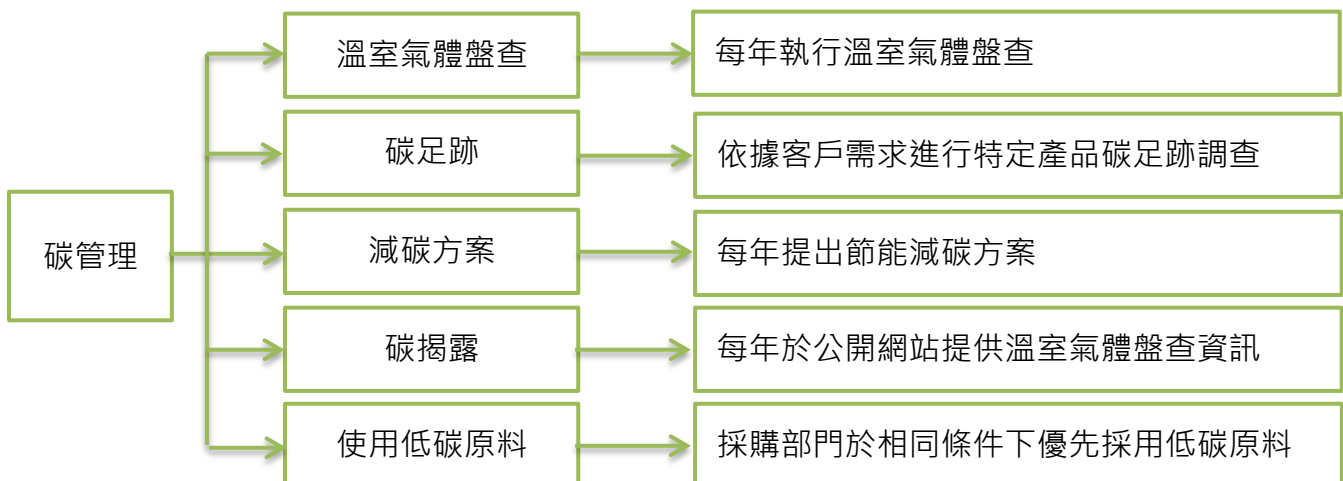 溫室氣體盤查
每年執行溫室氣體盤查
碳足跡
依據客戶需求進行特定產品碳足跡調查
碳管理
減碳方案
每年提出節能減碳方案
碳揭露
每年於公開網站提供溫室氣體盤查資訊
使用低碳原料
採購部門於相同條件下優先採用低碳原料